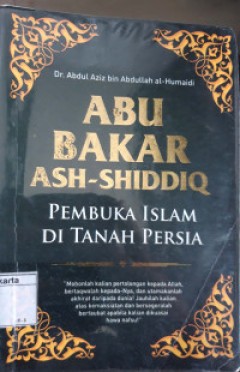 Dr. Abdul Aziz bin Abdullah al-Humaidi
ABU
BAKAR
ASH-SHIDDIQ
PEMBUKA ISLAM
DI TANAH PERSIA
"Mohonlah kalian pertolongan kepada Allah,
bertaqwalah kepada-Nya, dan utamakanlah
akhirat daripada dunia! Jauhilah kalian
atas kemaksiatan dan bersegeralah
bertaubat apabila kalian dikuasai
hawa nafsu!"
karta